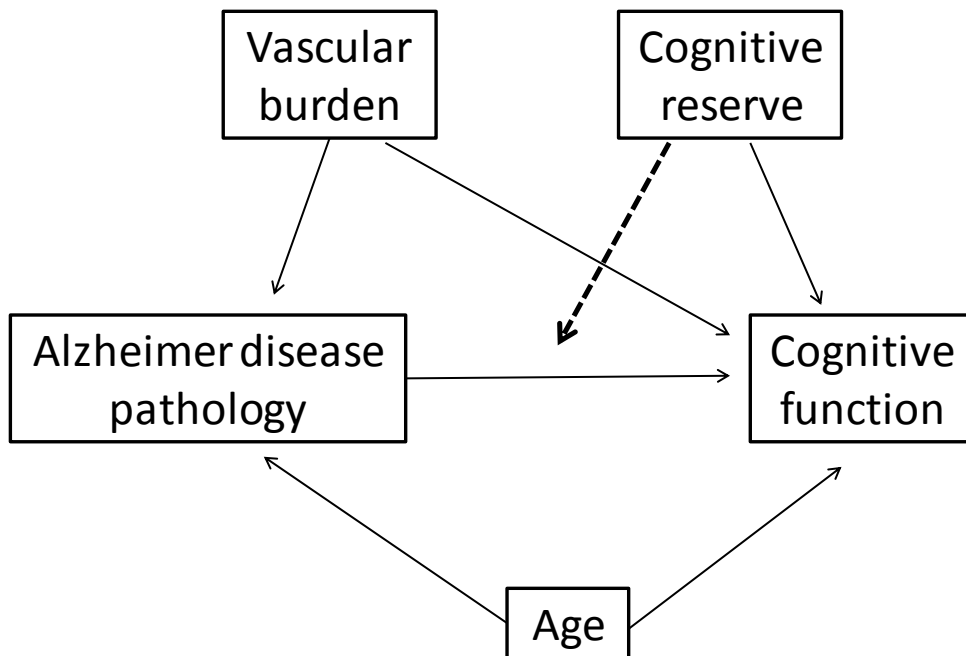 Vascular
burden
Cognitive
reserve
Alzheimer disease
pathology
Cognitive
function
Age